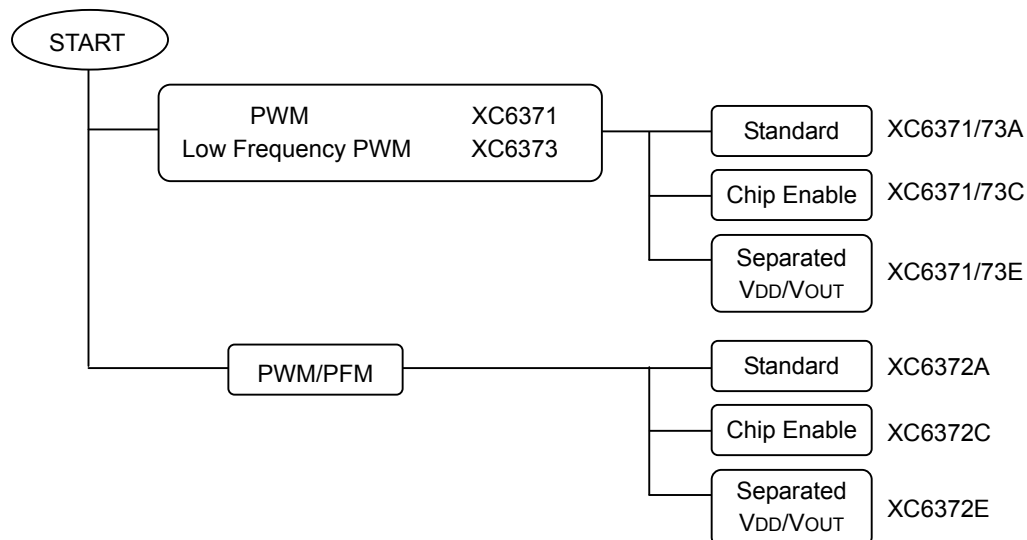 START
PWM XC6371
Low Frequency PWM XC6373
Standard XC6371/73A
Chip Enable XC6371/73C
Separated
VDD/VOUT
XC6371/73E
PWM/PFM
Standard XC6372A
Chip Enable XC6372C
Separated
VDD/VOUT
XC6372E